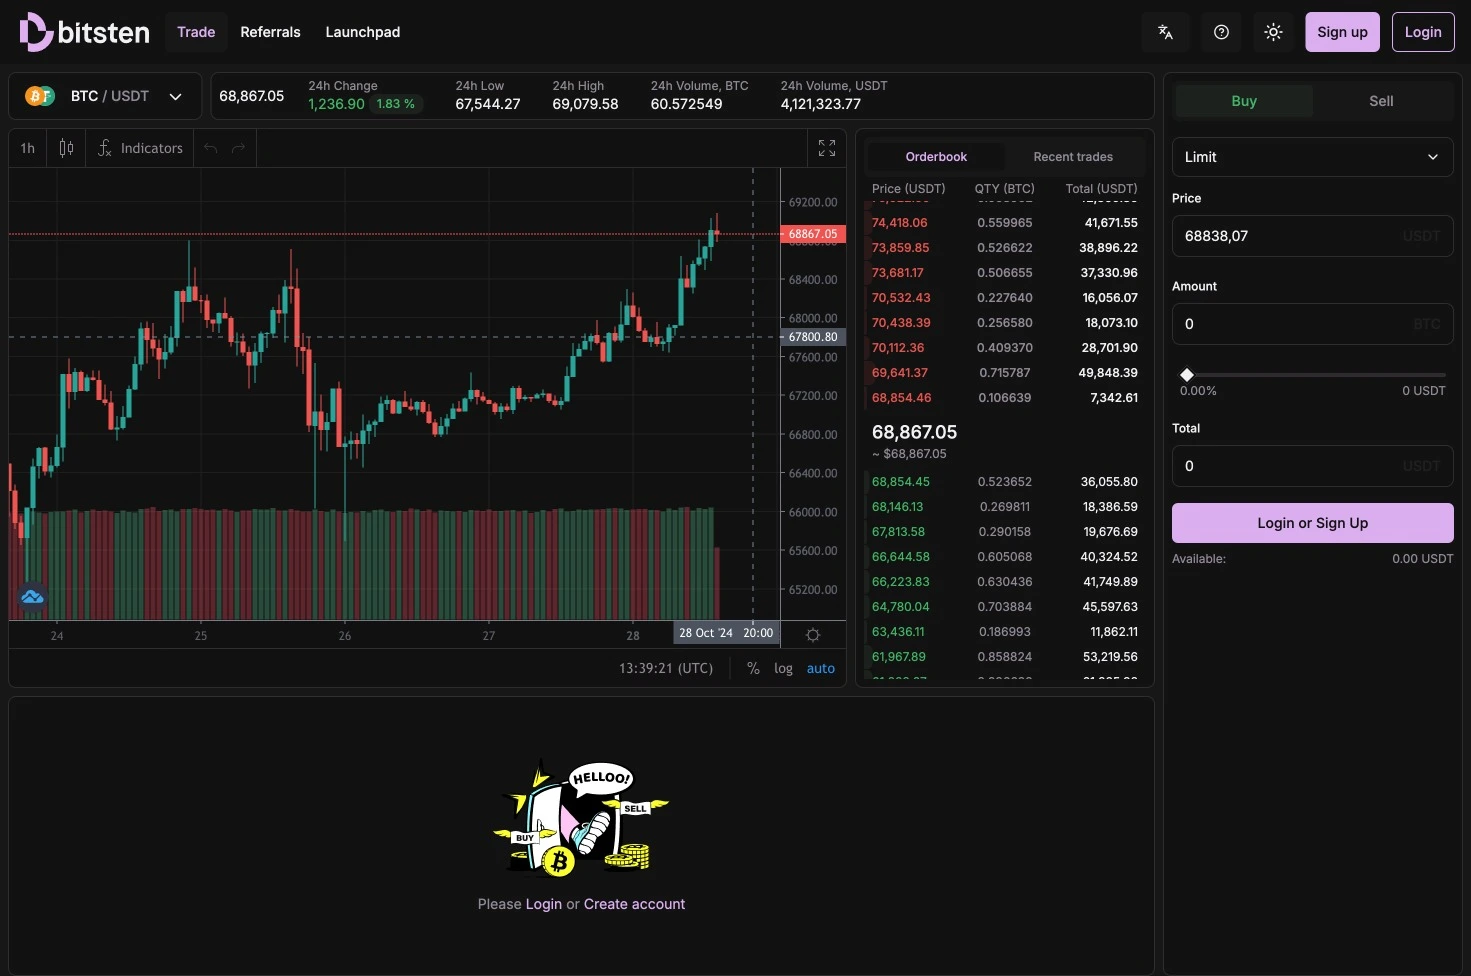 bitsten Trade Referrals Launchpad Sign up Login
BTC / USDT
68,867.05
24h Change
1,236.90 1.83 %
24h Low
67,544.27
24h High
69,079.58
24h Volume, BTC
60.572549
24h Volume, USDT
4,121,323.77
1h Indicators
69200.00
68867.05
68400.00
68000.00
67800.80
67600.00
67200.00
66800.00
66400.00
66000.00
65600.00
65200.00
24 25 26 27 28 28 Oct '24 20:00
13:39:21 (UTC) % log auto
Orderbook Recent trades
Price (USDT) QTY (BTC) Total (USDT)
74,418.06 0.559965 41,671.55
73,859.85 0.526622 38,896.22
73,681.17 0.506655 37,330.96
70,532.43 0.227640 16,056.07
70,438.39 0.256580 18,073.10
70,112.36 0.409370 28,701.90
69,641.37 0.715787 49,848.39
68,854.46 0.106639 7,342.61
68,867.05
~ $68,867.05
68,854.45 0.523652 36,055.80
68,146.13 0.269811 18,386.59
67,813.58 0.290158 19,676.69
66,644.58 0.605068 40,324.52
66,223.83 0.630436 41,749.89
64,780.04 0.703884 45,597.63
63,436.11 0.186993 11,862.11
61,967.89 0.858824 53,219.56
Buy Sell
Limit
Price
68838,07 USDT
Amount
0 BTC
0.00% 0 USDT
Total
0 USDT
Login or Sign Up
Available: 0.00 USDT
HELLOO!
SELL
BUY
Please Login or Create account